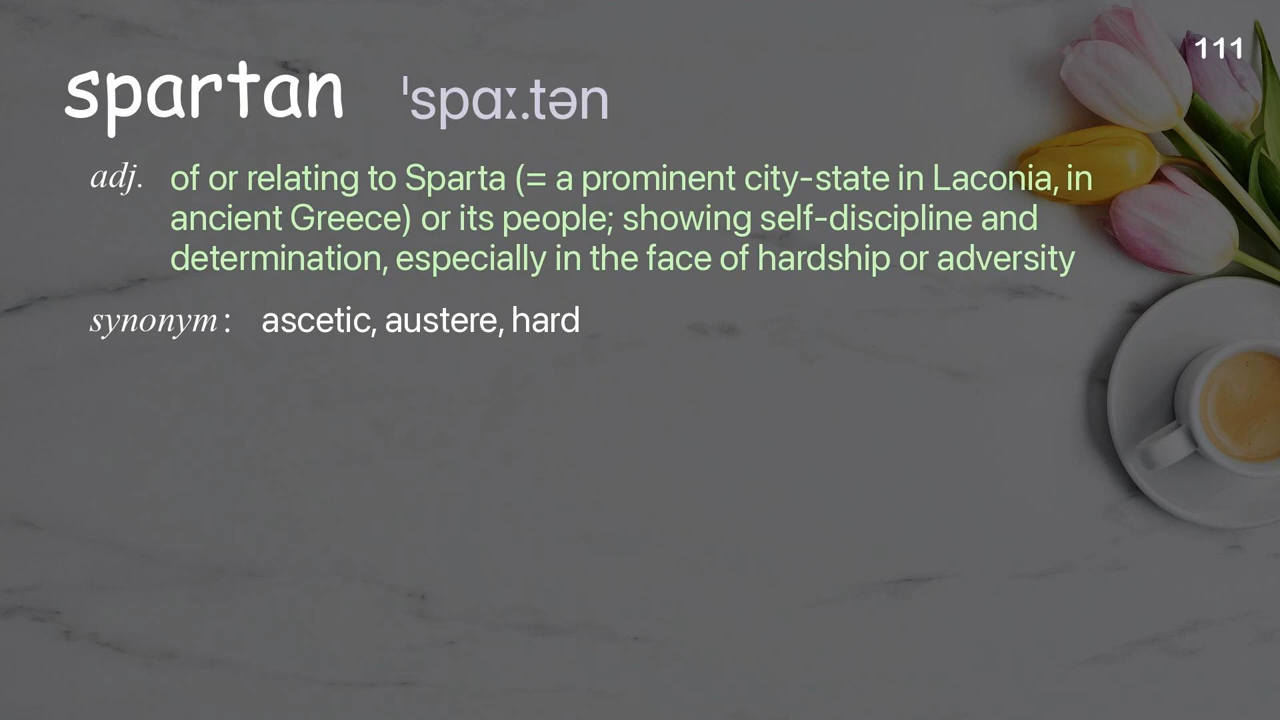 111
spartan ˈspɑː.tən
adj. of or relating to Sparta (= a prominent city-state in Laconia, in
ancient Greece) or its people; showing self-discipline and
determination, especially in the face of hardship or adversity
synonym : ascetic, austere, hard